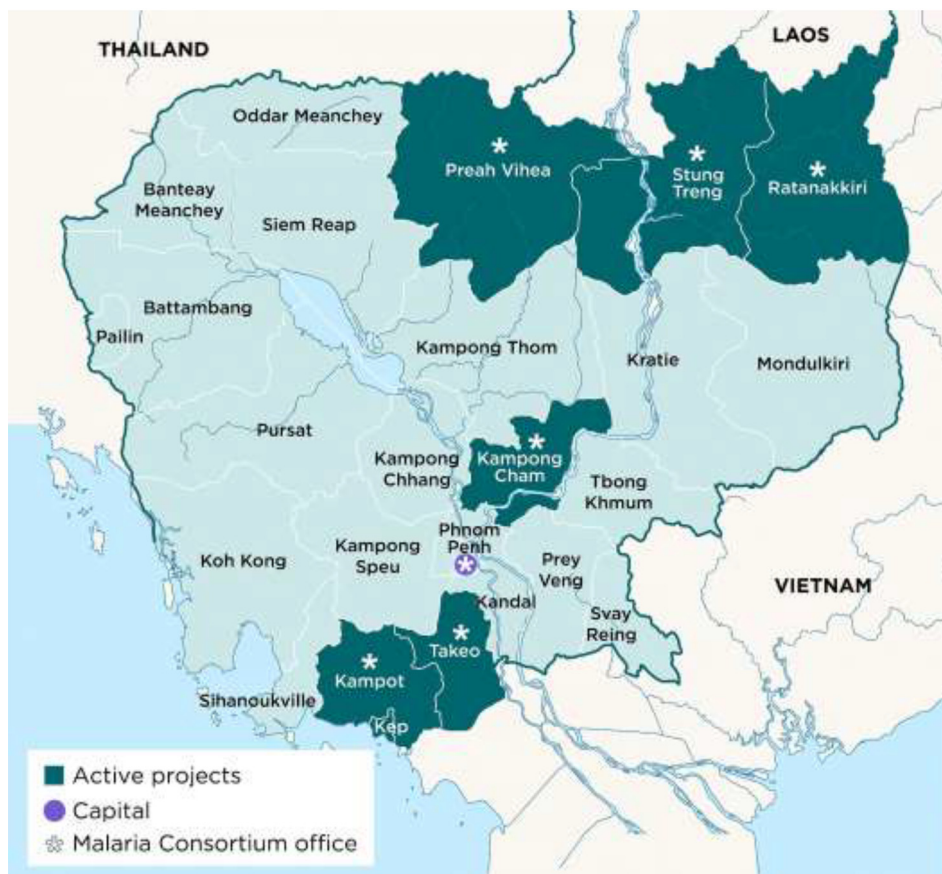 THAILAND
LAOS
Oddar Meanchey
Preah Vihea
Stung
Treng
Ratanakkiri
Banteay
Meanchey
Siem Reap
Battambang
Pailin
Kampong Thom
Kratie
Mondulkiri
Pursat
Kampong
Chhang
Kampong
Cham
Tbong
Khmum
Phnom
Penh
Koh Kong
Kampong
Speu
Prey
Veng
VIETNAM
Kandal
Svay
Reing
Takeo
Kampot
Sihanoukville
Kep
Active projects
Capital
Malaria Consortium office